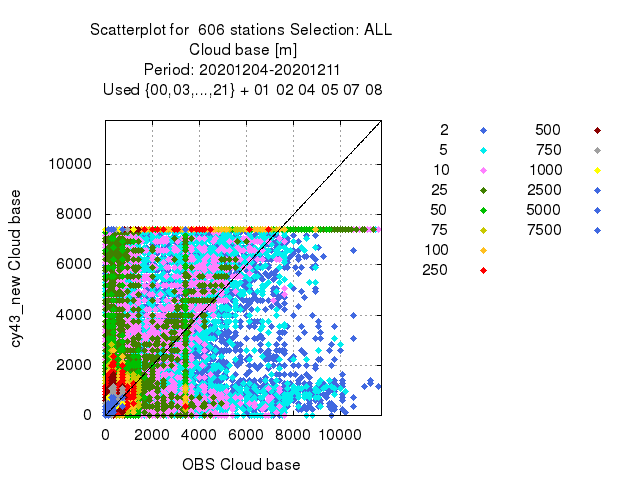 Scatterplot for 606 stations Selection: ALL
Cloud base [m]
Period: 20201204-20201211
Used {00,03,...,21} + 01 02 04 05 07 08
cy43_new Cloud base
10000
8000
6000
4000
2000
0
0 2000 4000 6000 8000 10000
OBS Cloud base
2 500
5 750
10 1000
25 2500
50 5000
75 7500
100
250